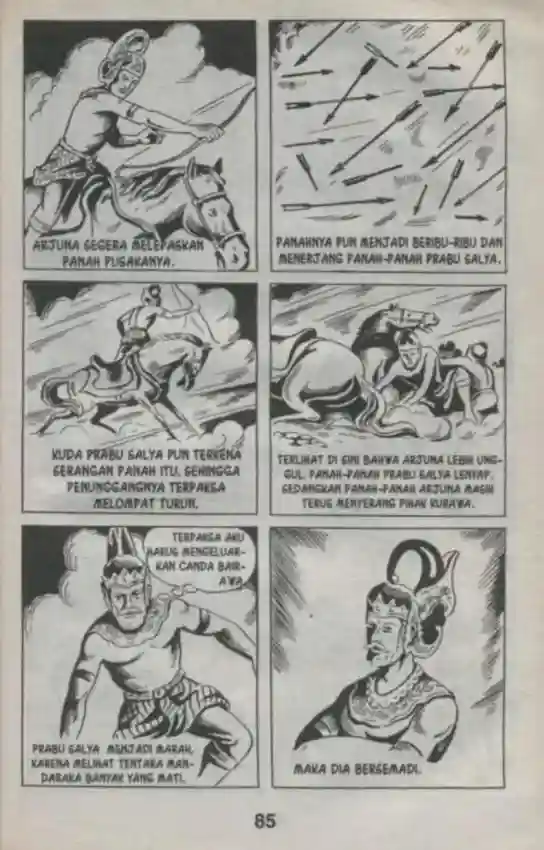 ARJUNA SEGERA MELEPASKAN
PANAH PUSAKANYA.
PANAHNYA PUN MENJADI BERIBU-RIBU DAN
MENERJANG PANAH-PANAH PRABU SALYA.
KUDA PRABU SALYA PUN TERKENA
SERANGAN PANAH ITU. SEHINGGA
PENUNGGANGNYA TERPAKSA
MELOMPAT TURUN.
TERLIHAT DI SINI BAHWA ARJUNA LEBIH UNG-
GUL. PANAH-PANAH PRABU SALYA LENYAP.
SEDANGKAN PANAH-PANAH ARJUNA MASIH
TERUS MENYERANG PIHAK KURAWA.
TERPAKSA AKU
HARUS MENGELUAR-
KAN CANDA BAIR-
AWA
PRABU SALYA MENJADI MARAH,
KARENA MELIHAT TENTARA MAN-
DARAKA BANYAK YANG MATI.
MAKA DIA BERSEMADI.
85